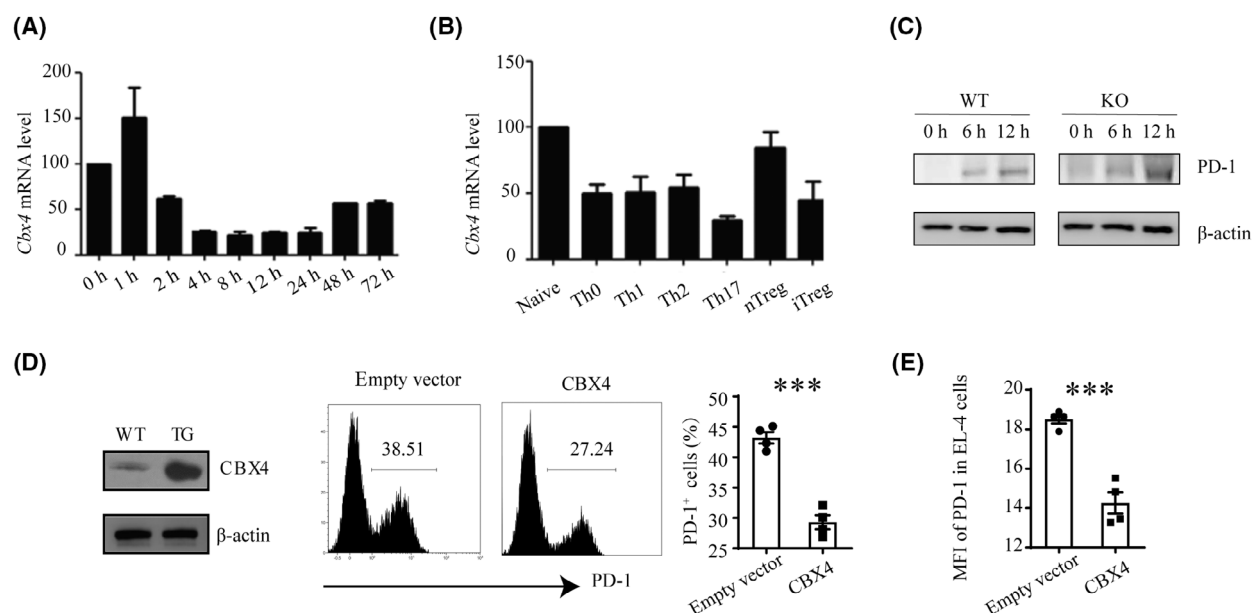 (A)
Cbx4 mRNA level
200
150
100
50
0
0 h 1 h 2 h 4 h 8 h 12 h 24 h 48 h 72 h
(B)
Cbx4 mRNA level
150
100
50
0
Naive Th0 Th1 Th2 Th17 nTreg iTreg
(C)
WT KO
0 h 6 h 12 h 0 h 6 h 12 h
PD-1
β-actin
(D)
WT TG
CBX4
β-actin
Empty vector CBX4
38.51 27.24
PD-1
***
PD-1⁺ cells (%)
50
45
40
35
30
25
Empty vector CBX4
(E)
MFI of PD-1 in EL-4 cells
***
20
18
16
14
12
Empty vector CBX4